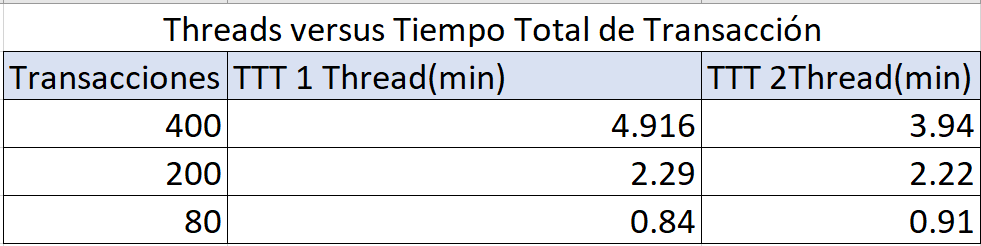 Threads versus Tiempo Total de Transacción
Transacciones TTT 1 Thread(min) TTT 2Thread(min)
400 4.916 3.94
200 2.29 2.22
80 0.84 0.91